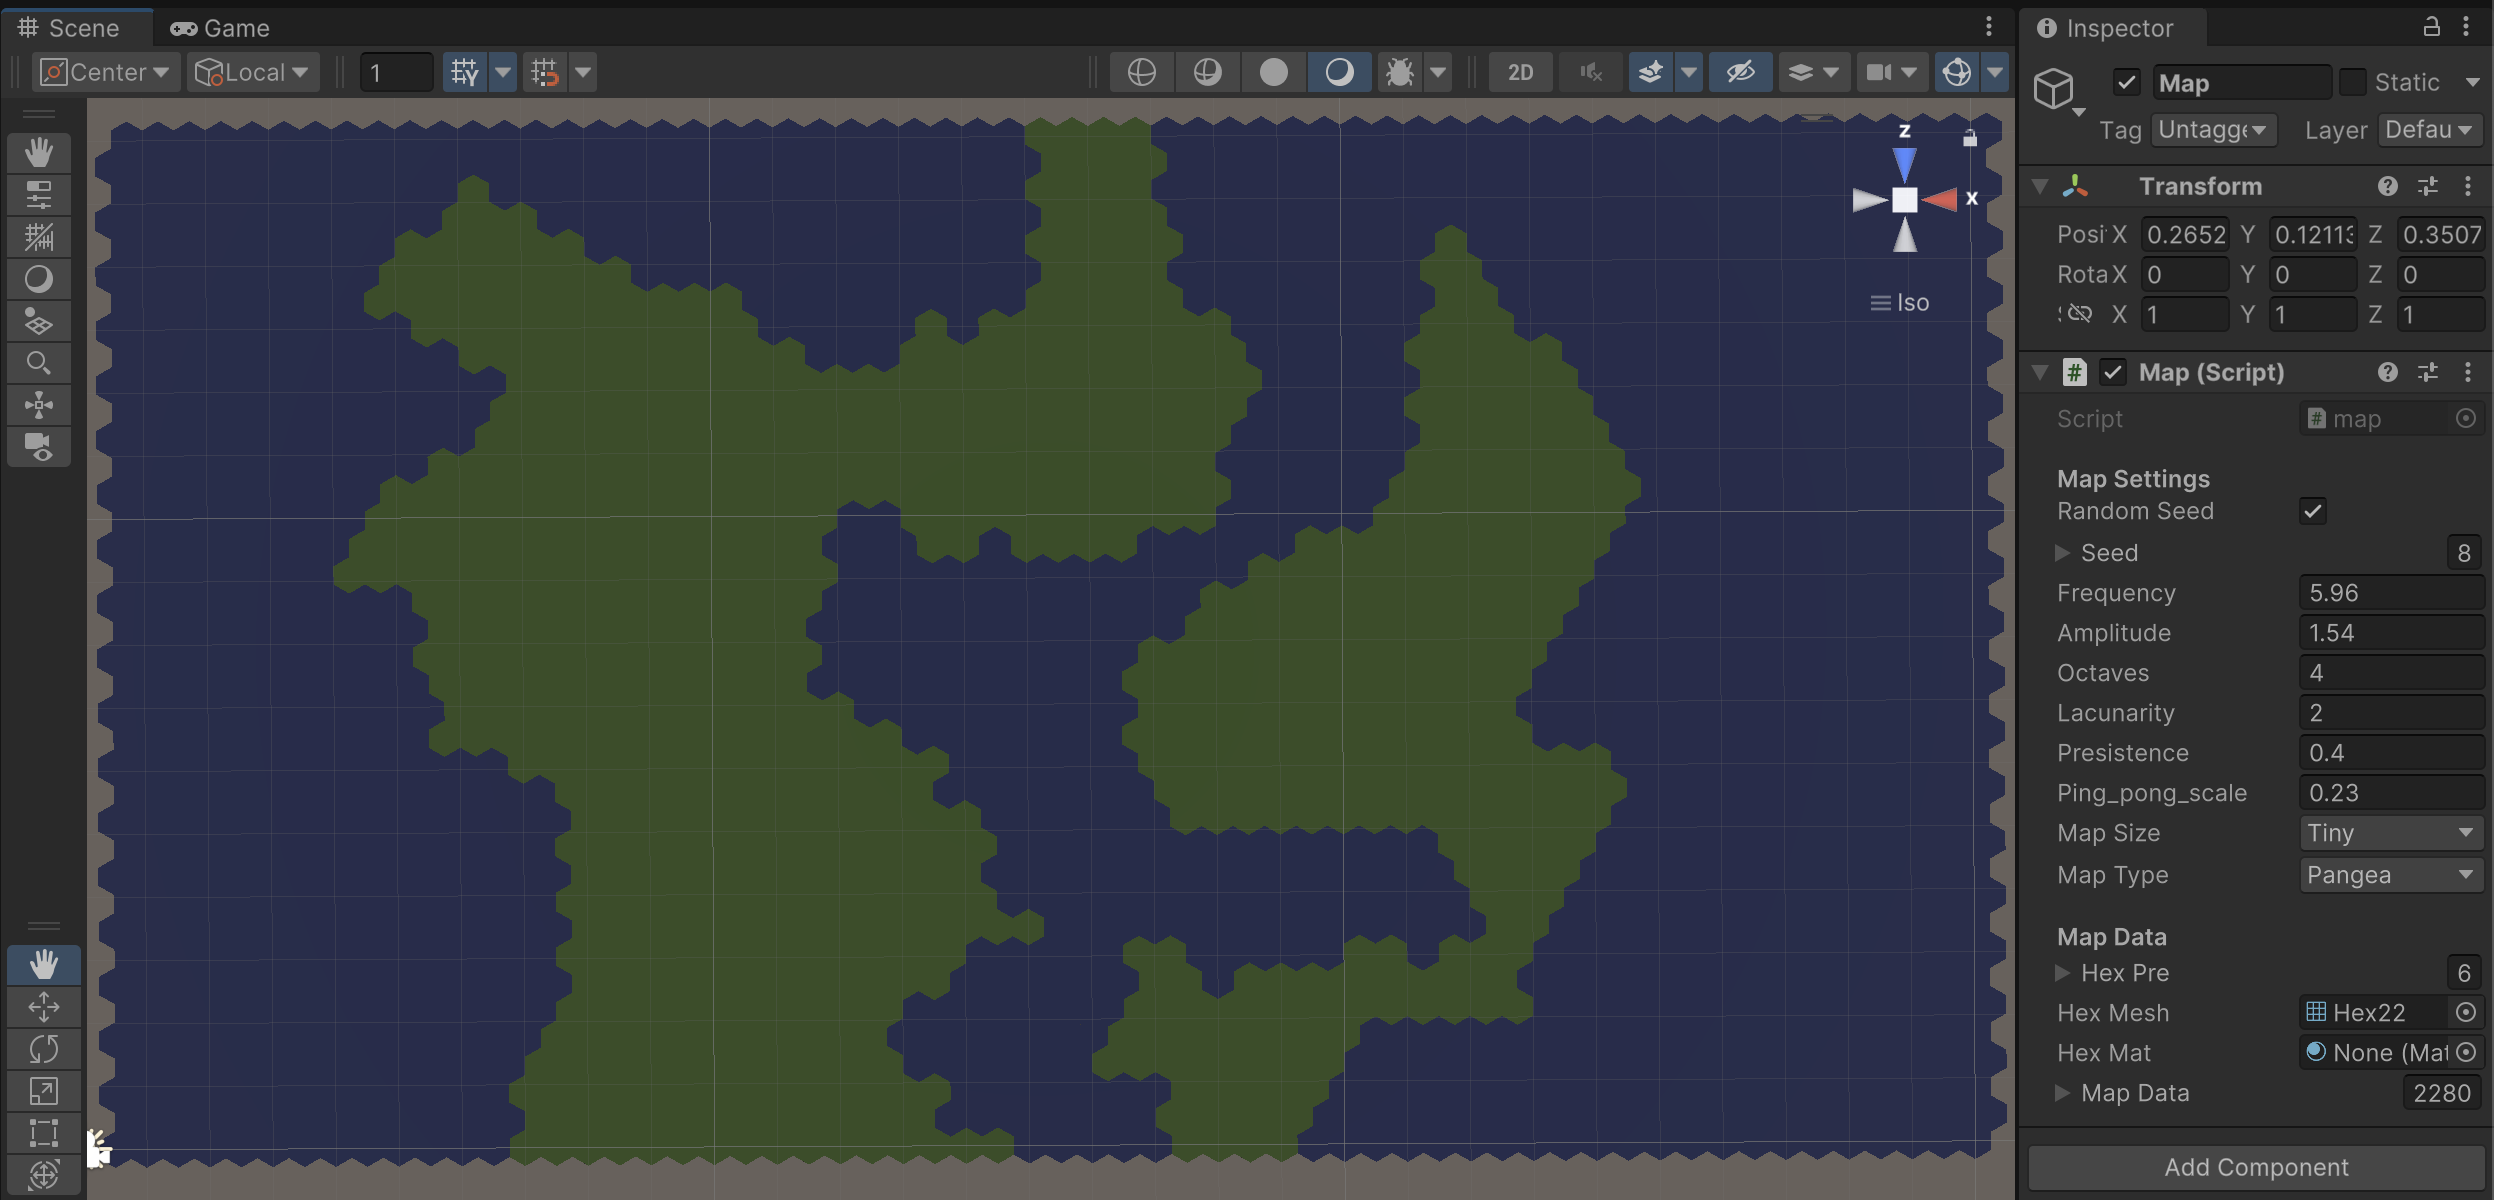 Scene Game
Center Local 1 2D
z
x
Iso
Inspector
Map Static
Tag Untagge Layer Defau
Transform
Posi X 0.2652 Y 0.1211 Z 0.3507
Rota X 0 Y 0 Z 0
X 1 Y 1 Z 1
# Map (Script)
Script # map
Map Settings
Random Seed
Seed 8
Frequency 5.96
Amplitude 1.54
Octaves 4
Lacunarity 2
Presistence 0.4
Ping_pong_scale 0.23
Map Size Tiny
Map Type Pangea
Map Data
Hex Pre 6
Hex Mesh Hex22
Hex Mat None (Mat
Map Data 2280
Add Component